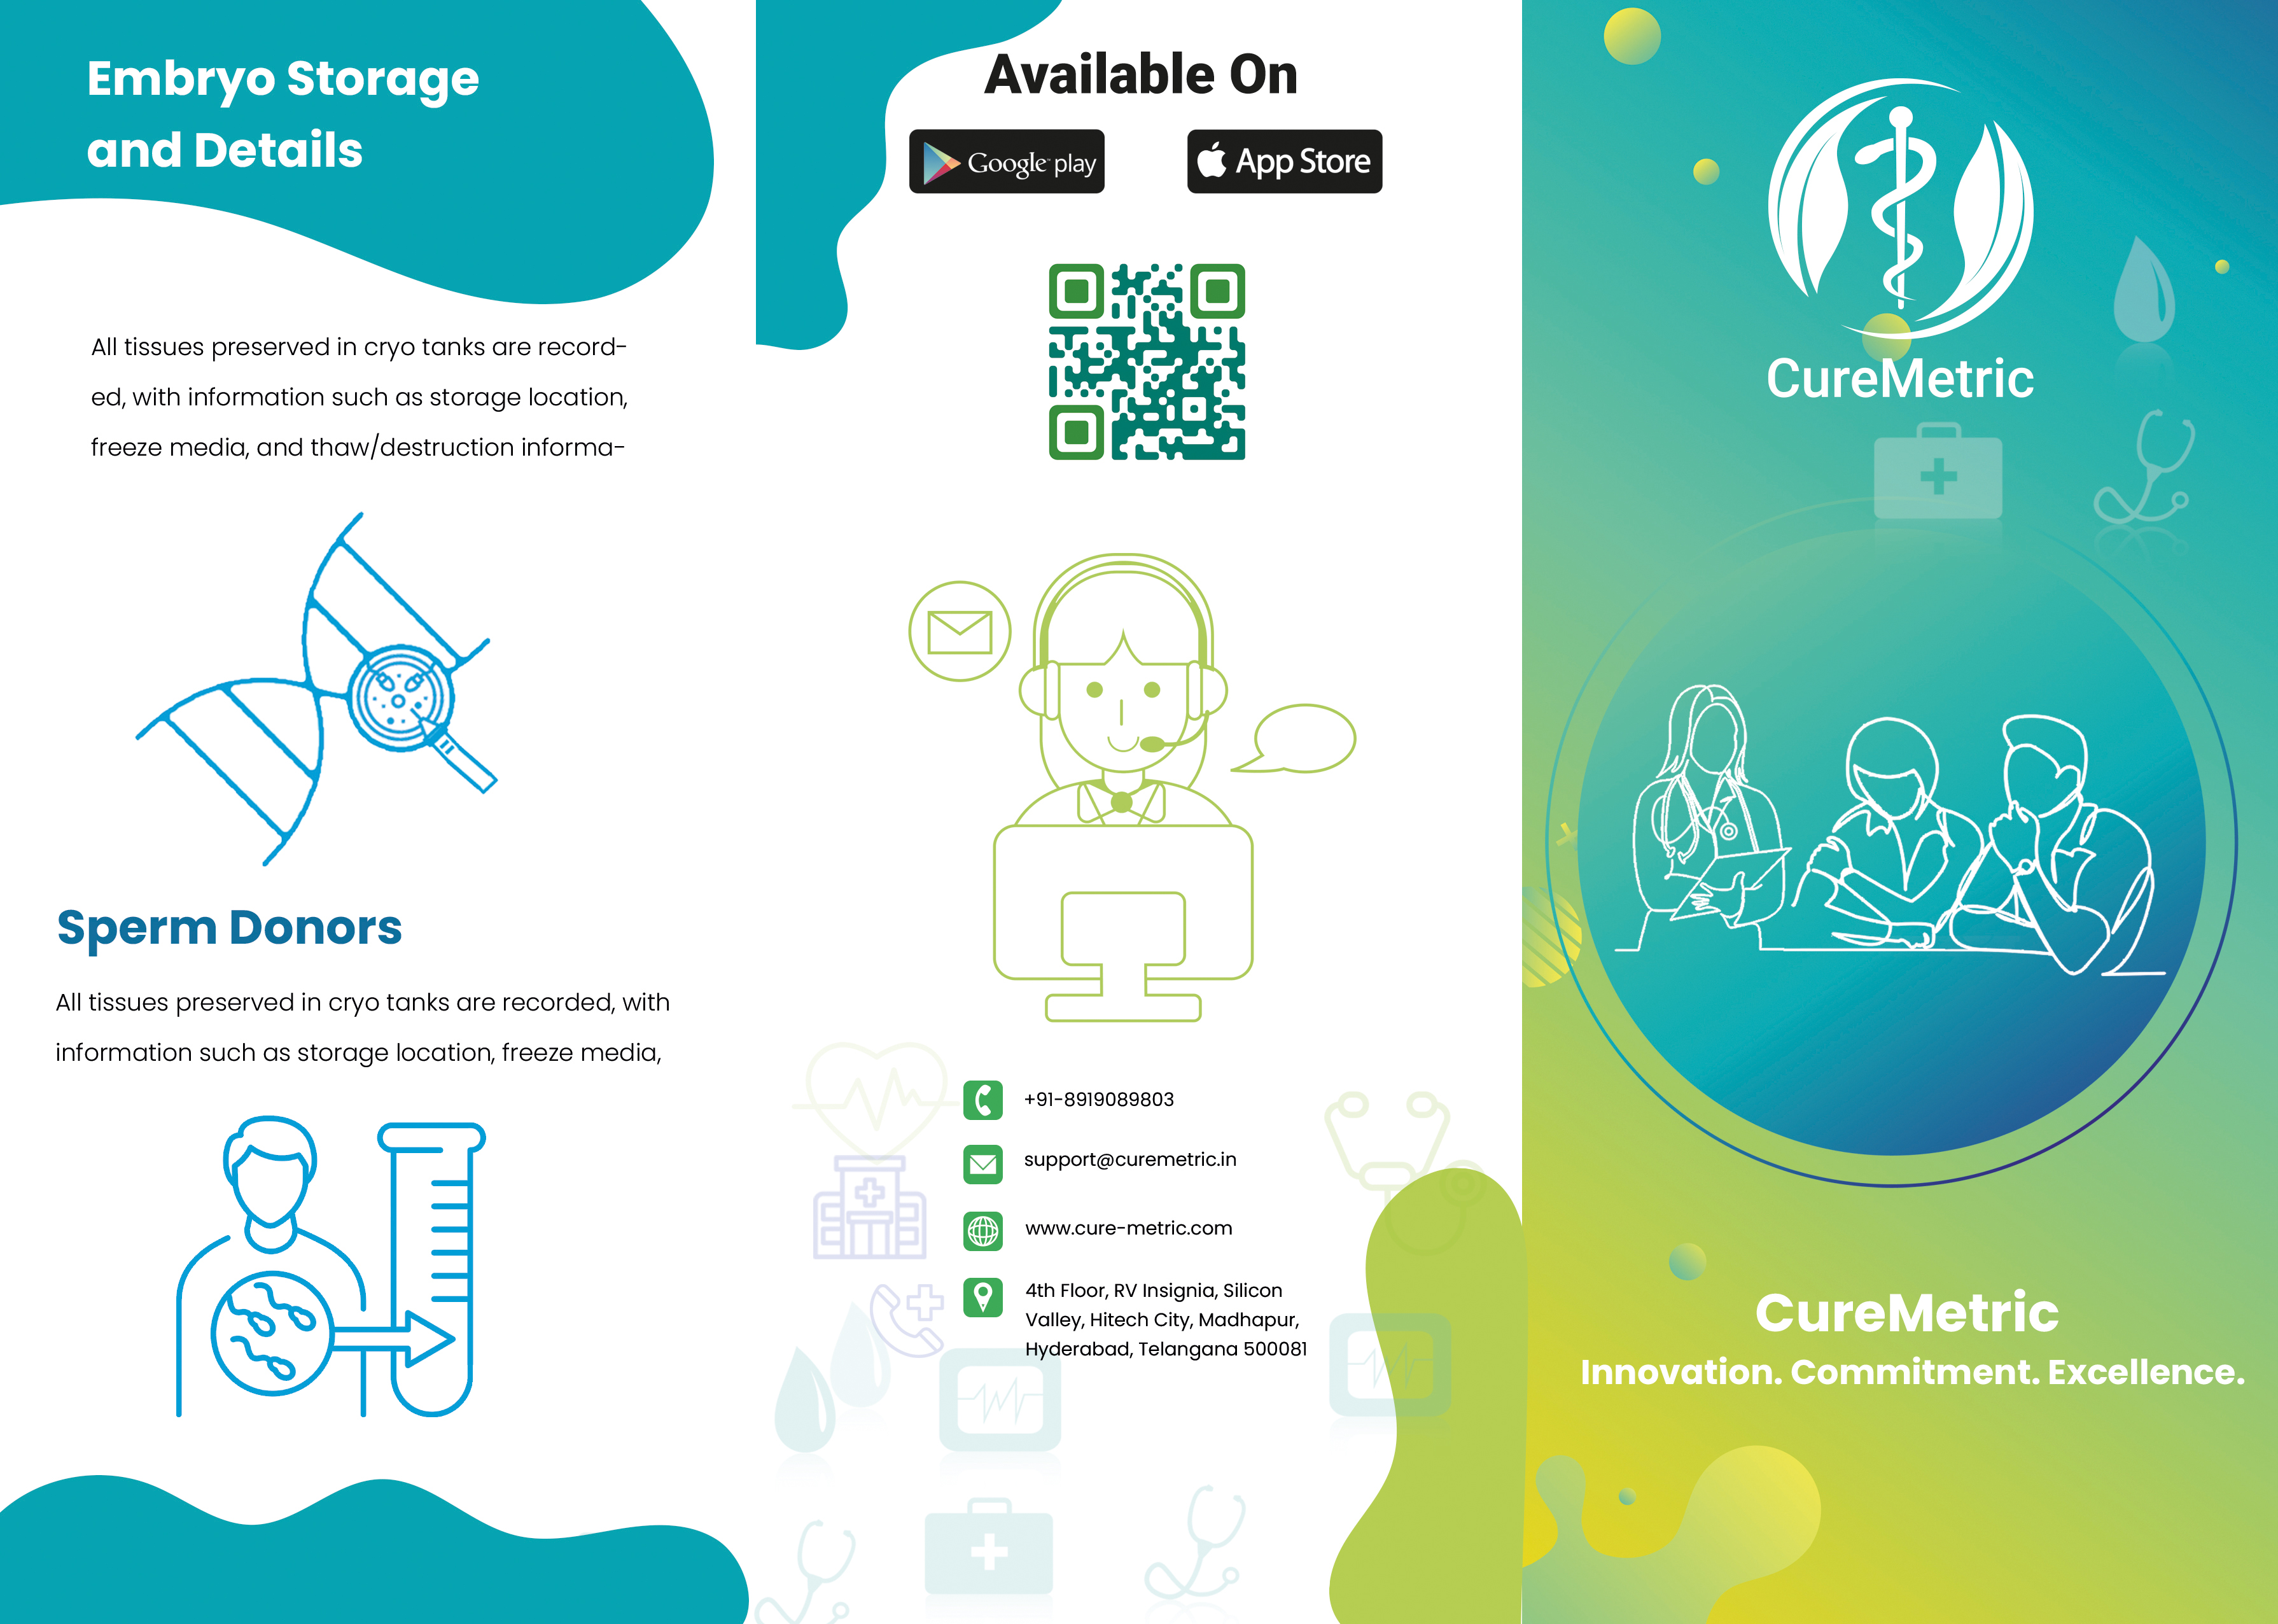 Embryo Storage
and Details
All tissues preserved in cryo tanks are record-
ed, with information such as storage location,
freeze media, and thaw/destruction informa-
Sperm Donors
All tissues preserved in cryo tanks are recorded, with
information such as storage location, freeze media,
Available On
Google play
App Store
+91-8919089803
support@curemetric.in
www.cure-metric.com
4th Floor, RV Insignia, Silicon
Valley, Hitech City, Madhapur,
Hyderabad, Telangana 500081
CureMetric
CureMetric
Innovation. Commitment. Excellence.